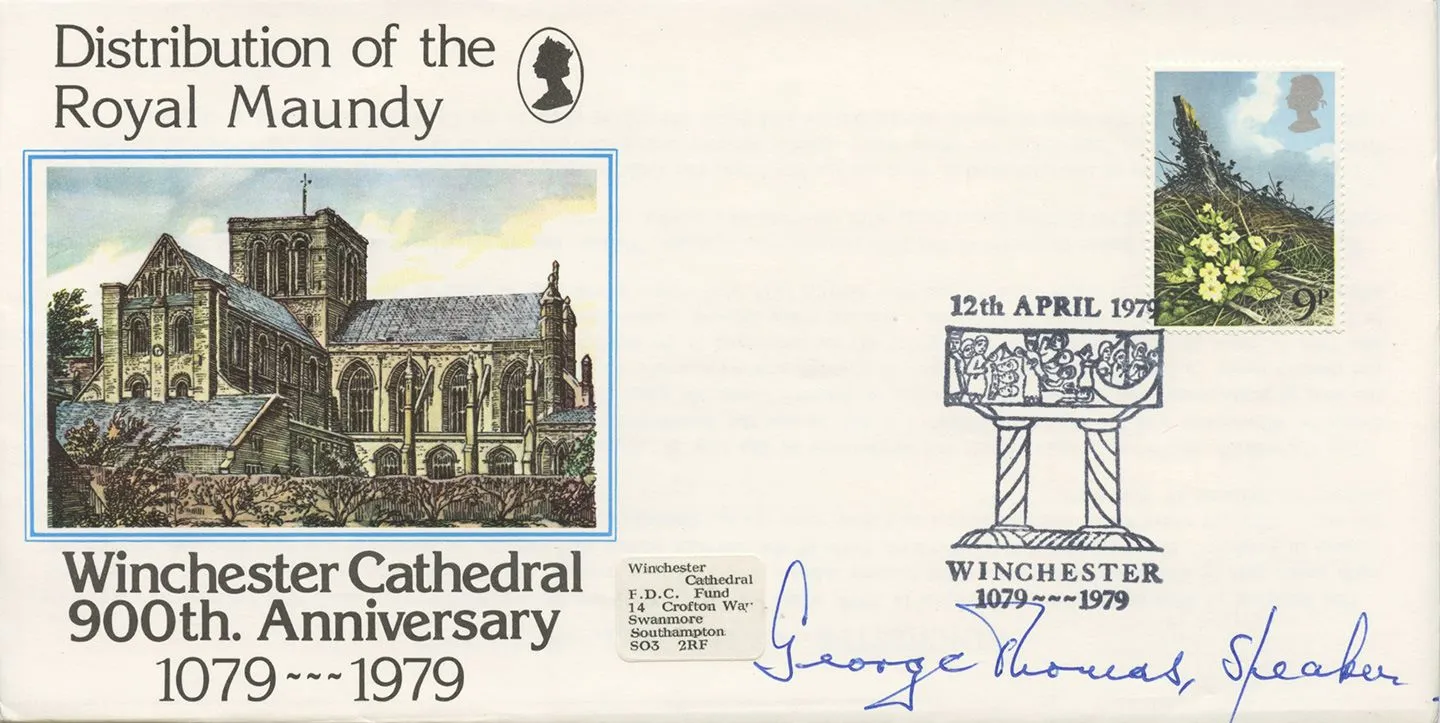 Distribution of the
Royal Maundy
Winchester Cathedral
900th. Anniversary
1079~~~1979
Winchester
Cathedral
F.D.C. Fund
14 Crofton Way
Swanmore
Southampton
SO3 2RF
9P
12th APRIL 1979
WINCHESTER
1079~~~1979
George Thomas, Speaker